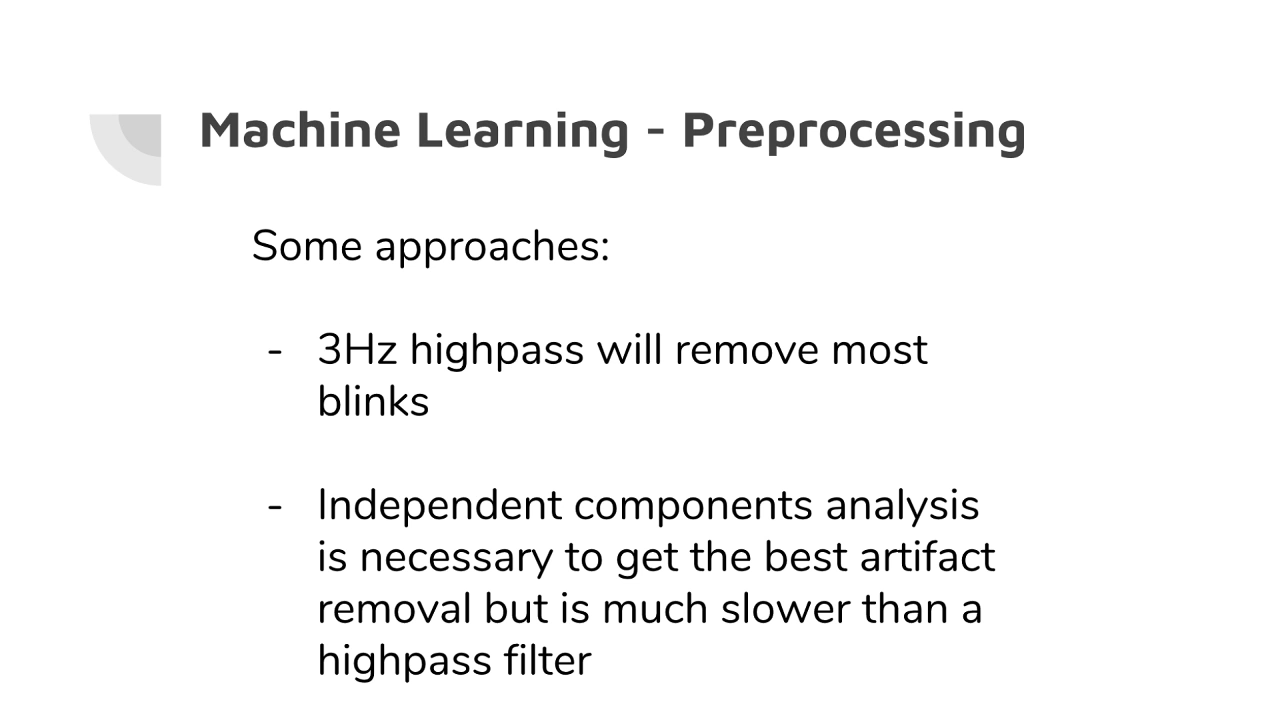 Machine Learning - Preprocessing
Some approaches:
- 3Hz highpass will remove most
blinks
- Independent components analysis
is necessary to get the best artifact
removal but is much slower than a
highpass filter